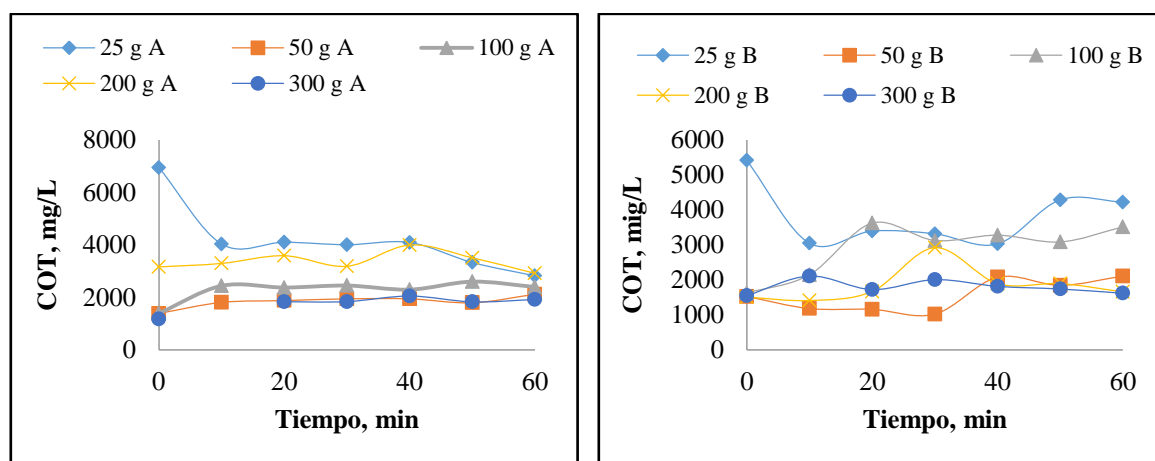 25 g A 50 g A 100 g A
200 g A 300 g A
8000
6000
4000
2000
0
COT, mg/L
0 20 40 60
Tiempo, min
25 g B 50 g B 100 g B
200 g B 300 g B
6000
5000
4000
3000
2000
1000
0
COT, mig/L
0 20 40 60
Tiempo, min